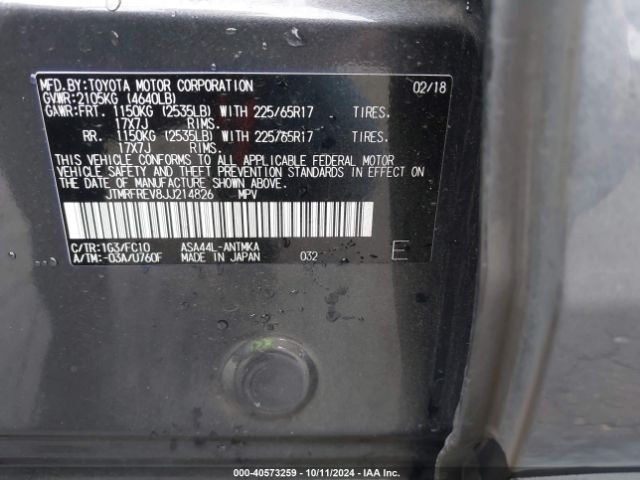 MFD.BY:TOYOTA MOTOR CORPORATION 02/18
GVWR:2105KG (4640LB)
GAWR:FRT. 1150KG (2535LB) WITH 225/65R17 TIRES.
17X7J RIMS.
RR. 1150KG (2535LB) WITH 225/65R17 TIRES.
17X7J RIMS.
THIS VEHICLE CONFORMS TO ALL APPLICABLE FEDERAL MOTOR
VEHICLE SAFETY AND THEFT PREVENTION STANDARDS IN EFFECT ON
THE DATE OF MANUFACTURE SHOWN ABOVE.
JTMRFREV8JJ214826 MPV
C/TR:1G3/FC10 ASA44L-ANTMKA
A/TM:-03A/U760F MADE IN JAPAN 032 E
000-40573259 - 10/11/2024 - IAA Inc.